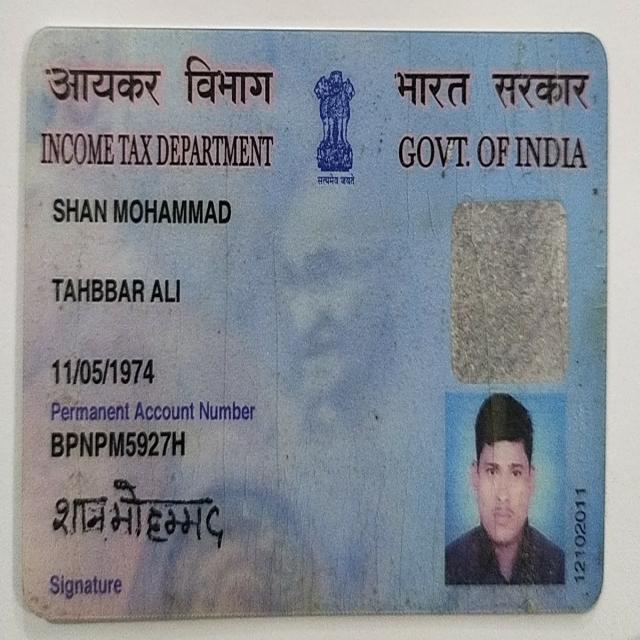 आयकर विभाग
भारत सरकार
INCOME TAX DEPARTMENT
GOVT. OF INDIA
सत्यमेव जयते
SHAN MOHAMMAD
TAHBBAR ALI
11/05/1974
Permanent Account Number
BPNPM5927H
शान मोहम्मद
Signature
12102011